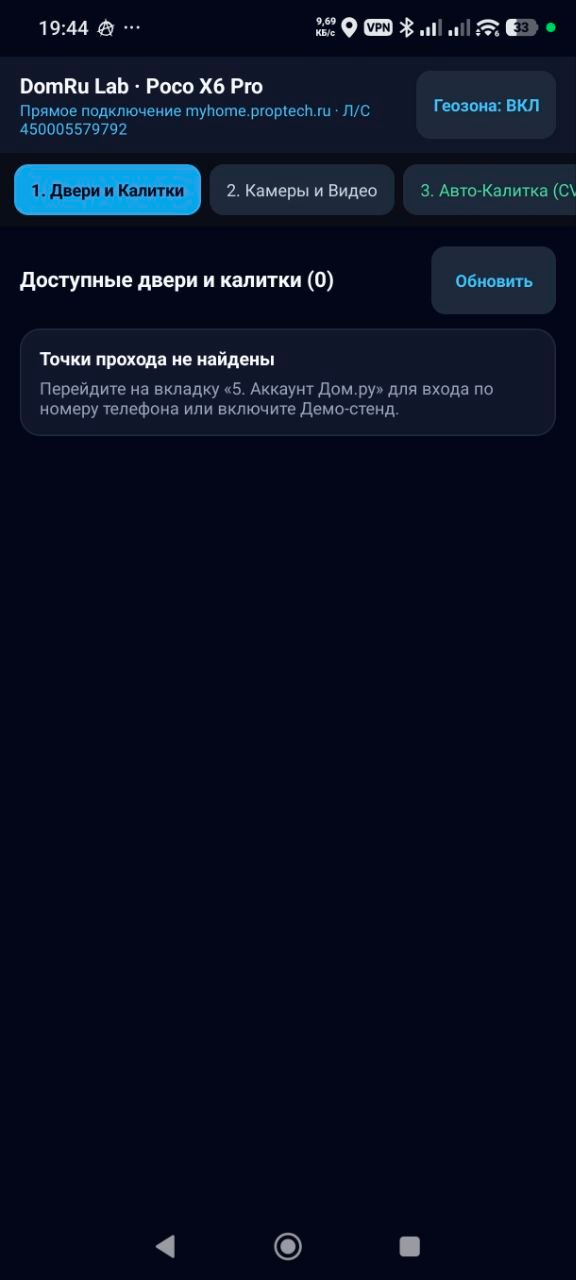 19:44 ···
9,69
КБ/с
VPN
6
33
DomRu Lab · Poco X6 Pro
Прямое подключение myhome.proptech.ru · Л/С
450005579792
Геозона: ВКЛ
1. Двери и Калитки
2. Камеры и Видео
3. Авто-Калитка (CV
Доступные двери и калитки (0)
Обновить
Точки прохода не найдены
Перейдите на вкладку «5. Аккаунт Дом.ру» для входа по
номеру телефона или включите Демо-стенд.